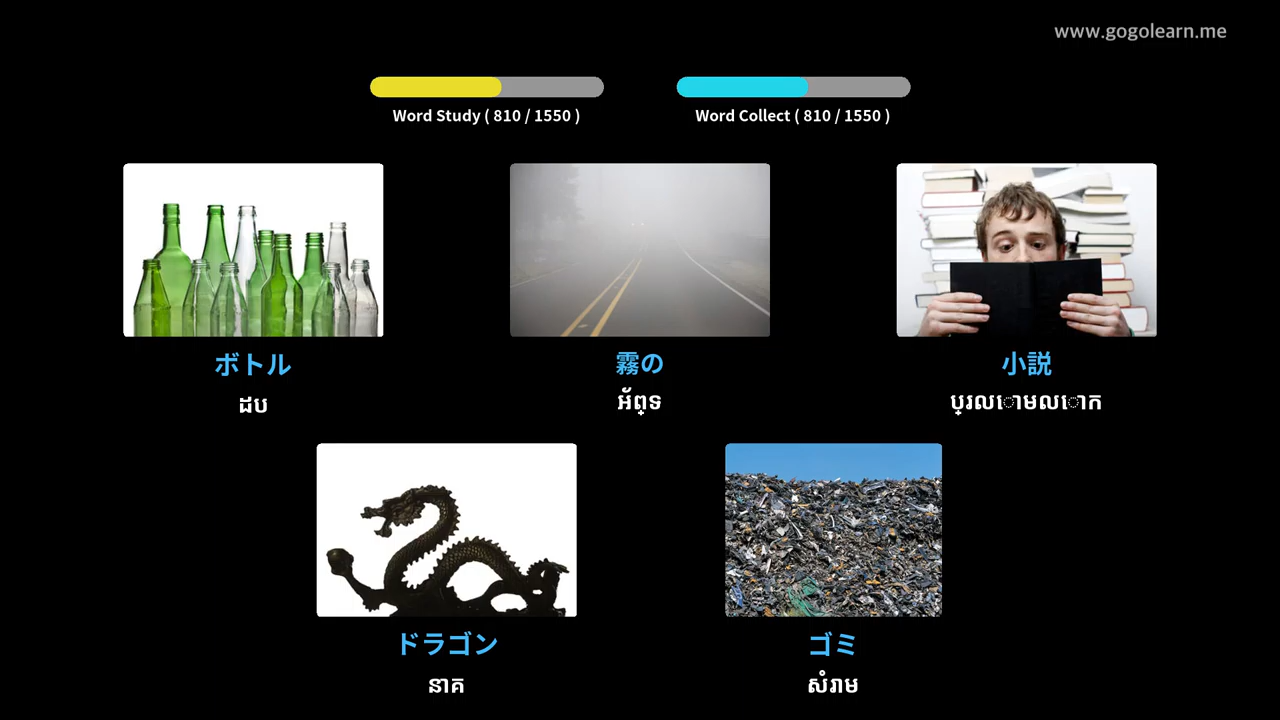 www.gogolearn.me
Word Study ( 810 / 1550 )
Word Collect ( 810 / 1550 )
ボトル
霧の
小説
ដប
អ័ព្ទ
ប្រលោមលោក
ドラゴン
ゴミ
នាគ
សំរាម